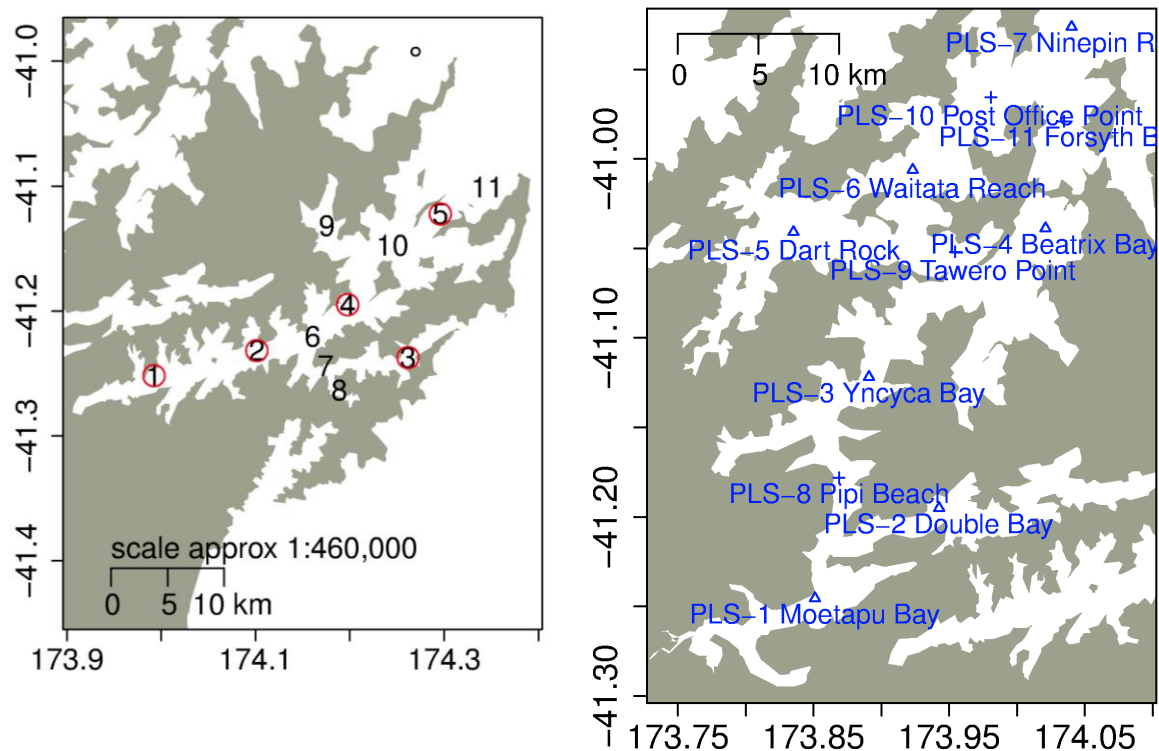 −41.0
−41.1
−41.2
−41.3
−41.4
11
5
9
10
4
6
2
7
3
1
8
scale approx 1:460,000
0 5 10 km
173.9 174.1 174.3
0 5 10 km
PLS−7 Ninepin R
PLS−10 Post Office Point
PLS−11 Forsyth B
PLS−6 Waitata Reach
PLS−4 Beatrix Bay
PLS−5 Dart Rock
PLS−9 Tawero Point
PLS−3 Yncyca Bay
PLS−8 Pipi Beach
PLS−2 Double Bay
PLS−1 Moetapu Bay
−41.00
−41.10
−41.20
−41.30
173.75 173.85 173.95 174.05